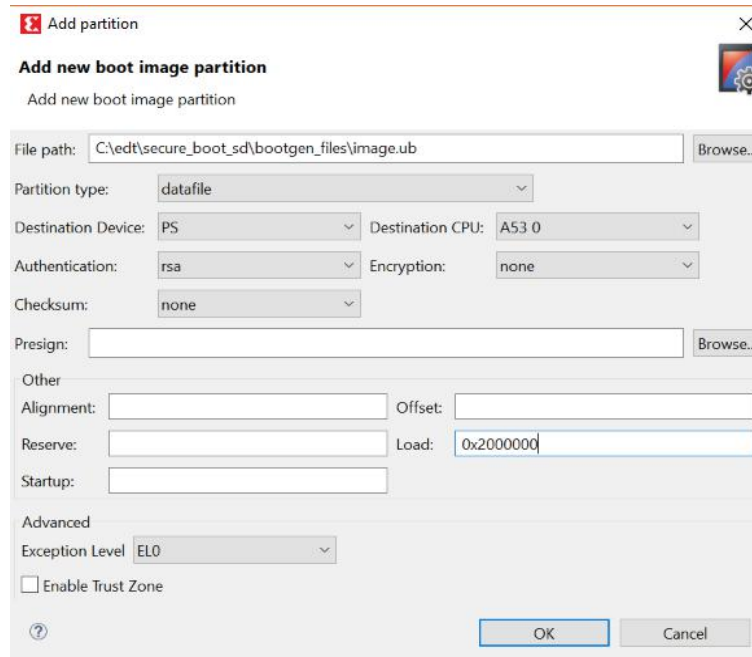 Add partition
Add new boot image partition
Add new boot image partition
File path: C:\edt\secure_boot_sd\bootgen_files\image.ub Browse..
Partition type: datafile
Destination Device: PS Destination CPU: A53 0
Authentication: rsa Encryption: none
Checksum: none
Presign: Browse..
Other
Alignment: Offset:
Reserve: Load: 0x2000000
Startup:
Advanced
Exception Level EL0
Enable Trust Zone
? OK Cancel